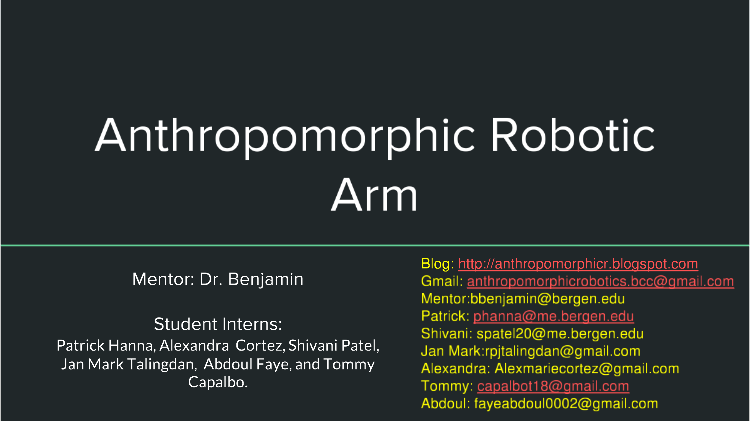 Anthropomorphic Robotic
Arm
Mentor: Dr. Benjamin
Student Interns:
Patrick Hanna, Alexandra Cortez, Shivani Patel,
Jan Mark Talingdan, Abdoul Faye, and Tommy
Capalbo.
Blog: http://anthropomorphicr.blogspot.com
Gmail: anthropomorphicrobotics.bcc@gmail.com
Mentor:bbenjamin@bergen.edu
Patrick: phanna@me.bergen.edu
Shivani: spatel20@me.bergen.edu
Jan Mark:rpjtalingdan@gmail.com
Alexandra: Alexmariecortez@gmail.com
Tommy: capalbot18@gmail.com
Abdoul: fayeabdoul0002@gmail.com